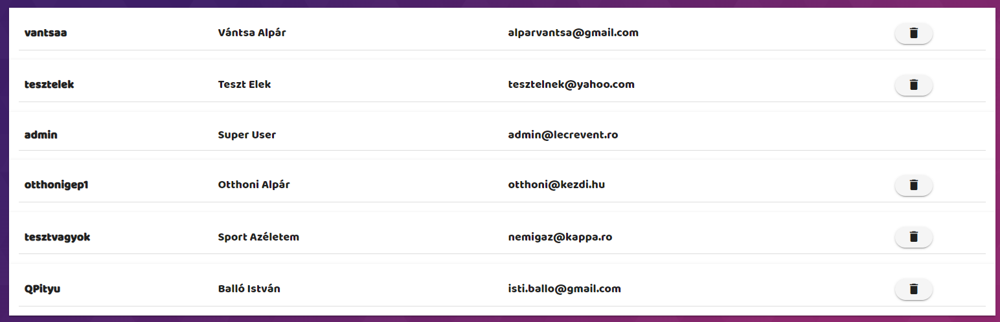 vantsaa Vántsa Alpár alparvantsa@gmail.com
tesztelek Teszt Elek tesztelnek@yahoo.com
admin Super User admin@lecrevent.ro
otthonigep1 Otthoni Alpár otthoni@kezdi.hu
tesztvagyok Sport Azéletem nemigaz@kappa.ro
QPityu Balló István isti.ballo@gmail.com